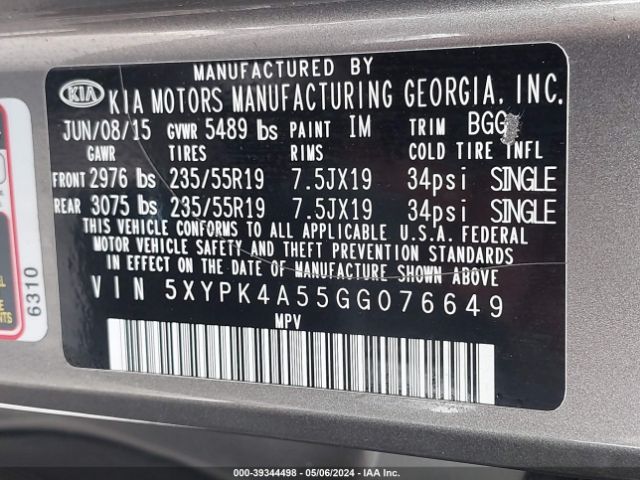 MANUFACTURED BY
KIA KIA MOTORS MANUFACTURING GEORGIA, INC.
JUN/08/15 GVWR 5489 lbs PAINT IM TRIM BGG
GAWR TIRES RIMS COLD TIRE INFL
FRONT 2976 lbs 235/55R19 7.5JX19 34psi SINGLE
REAR 3075 lbs 235/55R19 7.5JX19 34psi SINGLE
THIS VEHICLE CONFORMS TO ALL APPLICABLE U.S.A. FEDERAL
MOTOR VEHICLE SAFETY AND THEFT PREVENTION STANDARDS
IN EFFECT ON THE DATE OF MANUFACTURE SHOWN ABOVE.
VIN 5XYPK4A55GG076649
MPV
6310
000-39344498 - 05/06/2024 - IAAI.COM